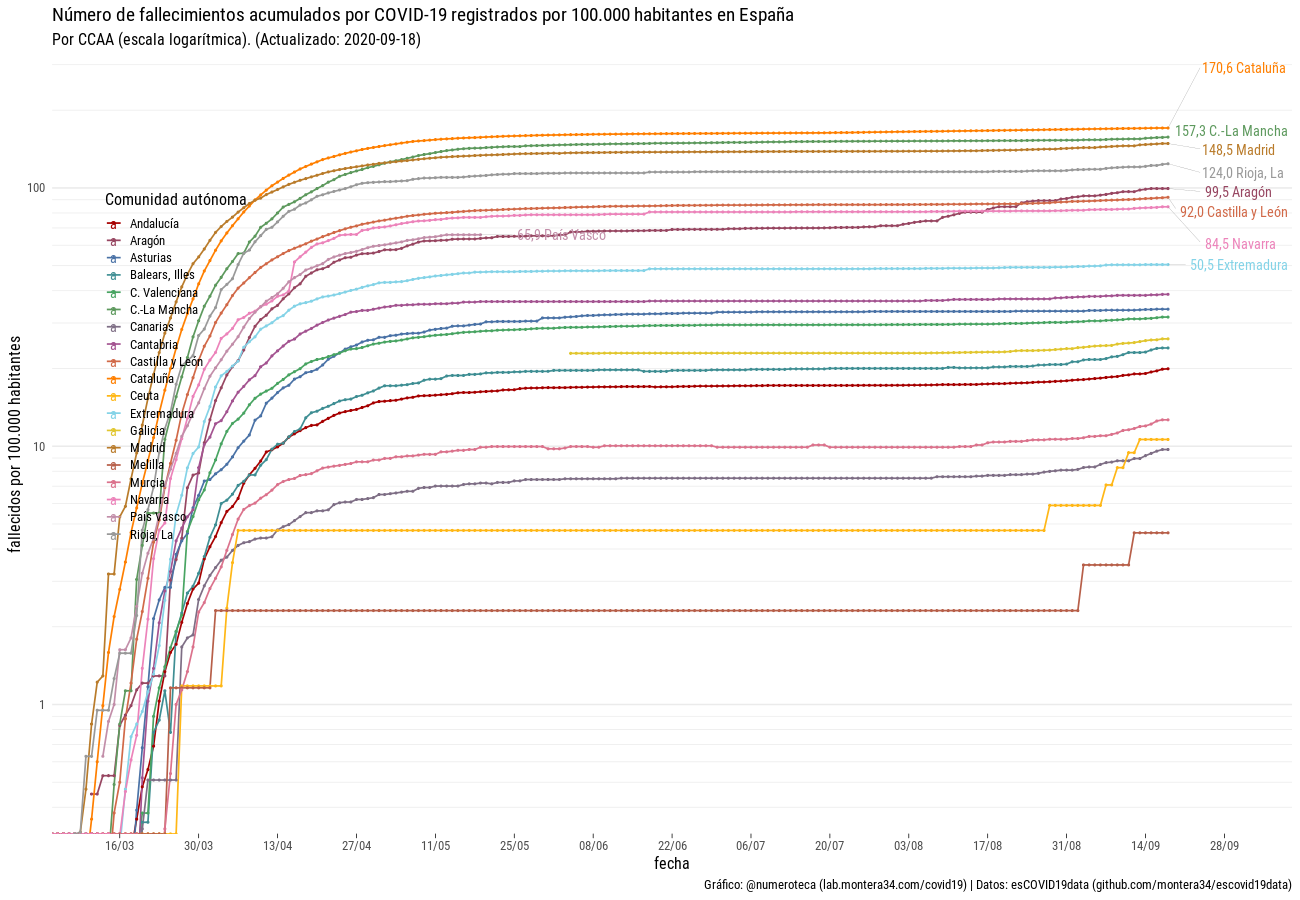 Número de fallecimientos acumulados por COVID-19 registrados por 100.000 habitantes en España
Por CCAA (escala logarítmica). (Actualizado: 2020-09-18)
170,6 Cataluña
157,3 C.-La Mancha
148,5 Madrid
124,0 Rioja, La
99,5 Aragón
92,0 Castilla y León
84,5 Navarra
65,9 País Vasco
50,5 Extremadura
Comunidad autónoma
Andalucía
Aragón
Asturias
Balears, Illes
C. Valenciana
C.-La Mancha
Canarias
Cantabria
Castilla y León
Cataluña
Ceuta
Extremadura
Galicia
Madrid
Melilla
Murcia
Navarra
País Vasco
Rioja, La
fallecidos por 100.000 habitantes
100
10
1
16/03 30/03 13/04 27/04 11/05 25/05 08/06 22/06 06/07 20/07 03/08 17/08 31/08 14/09 28/09
fecha
Gráfico: @numeroteca (lab.montera34.com/covid19) | Datos: esCOVID19data (github.com/montera34/escovid19data)